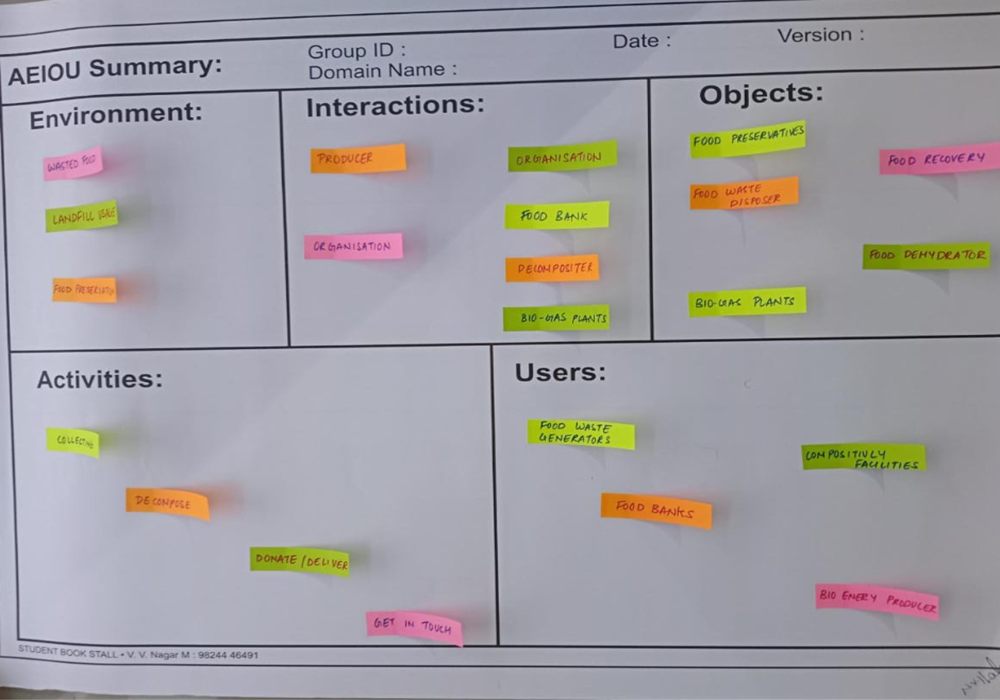 AEIOU Summary:
Group ID :
Domain Name :
Date :
Version :
Environment:
WASTED FOOD
LANDFILL
FOOD
Interactions:
PRODUCER
ORGANISATION
ORGANISATION
FOOD BANK
DECOMPOSITER
BIO-GAS PLANTS
Objects:
FOOD PRESERVATIVES
FOOD RECOVERY
FOOD WASTE
DISPOSER
FOOD DEHYDRATOR
BIO-GAS PLANTS
Activities:
DECOMPOSE
DONATE/DELIVER
GET IN TOUCH
Users:
FOOD WASTE
GENERATORS
COMPOSITIVLY
FACILITIES
FOOD BANKS
BIO ENERY PRODUCER
STUDENT BOOK STALL • V. V. Nagar M : 98244 46491